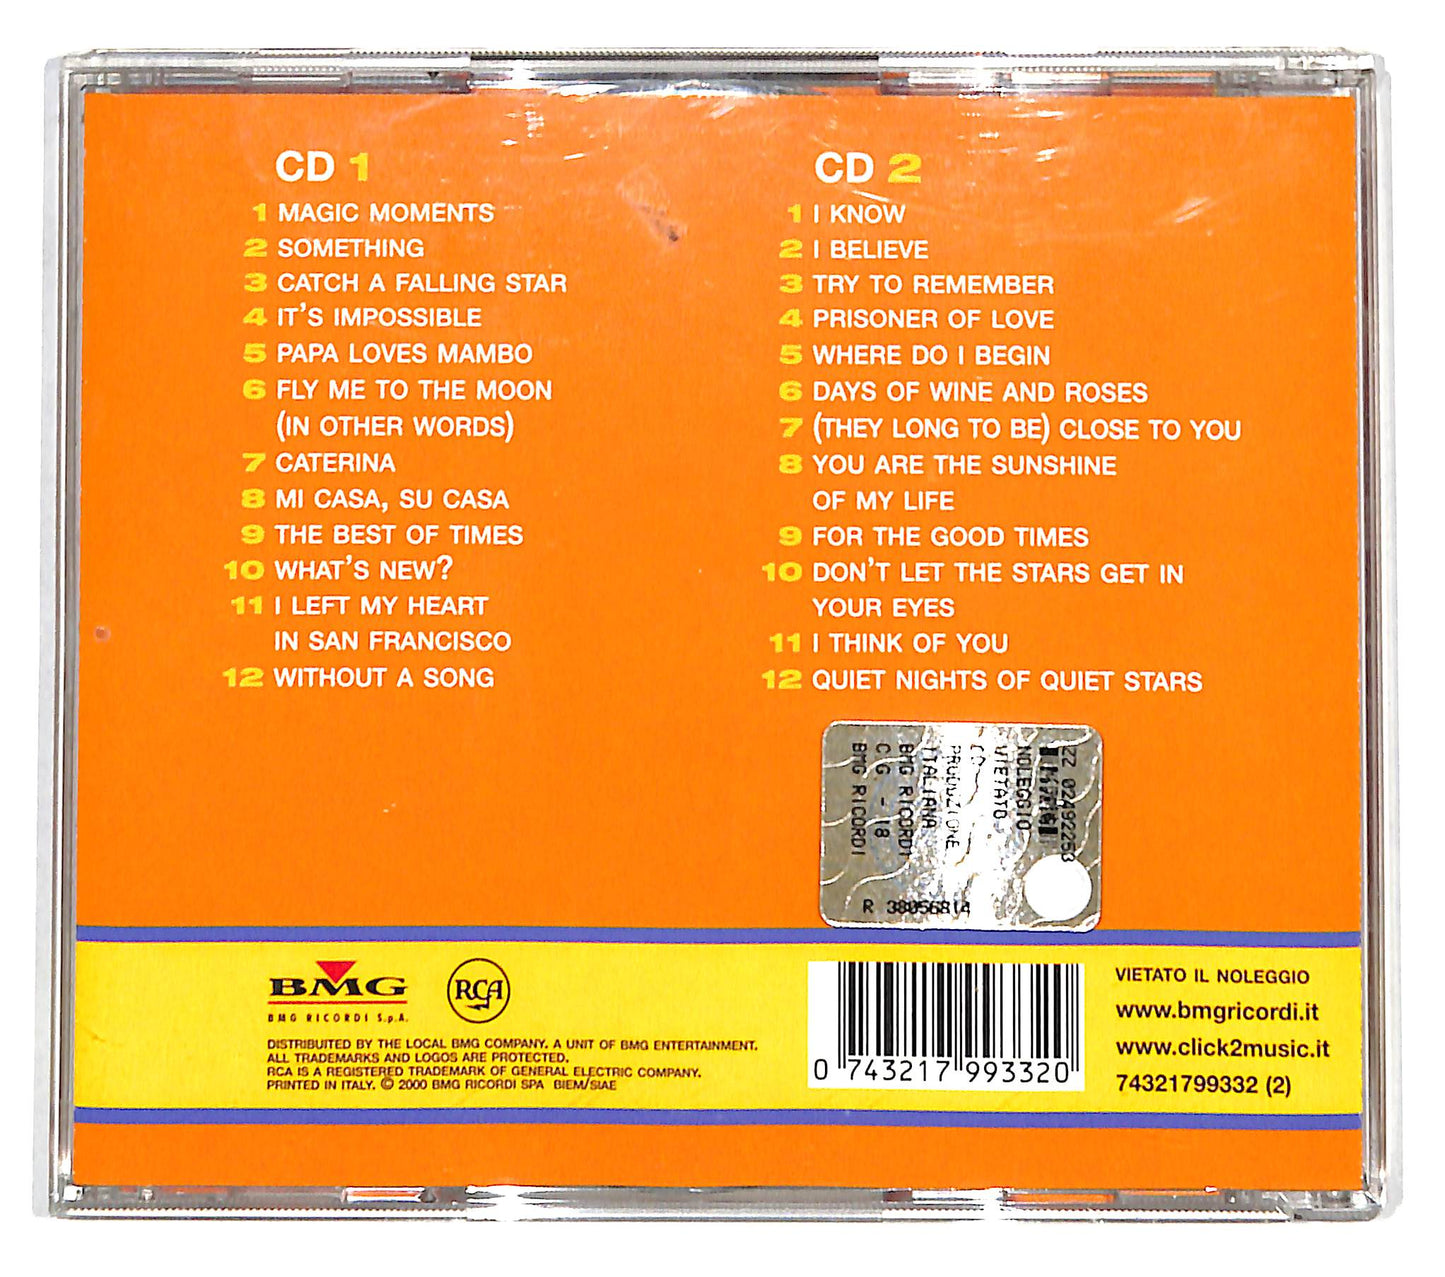 CD 1
1 MAGIC MOMENTS
2 SOMETHING
3 CATCH A FALLING STAR
4 IT'S IMPOSSIBLE
5 PAPA LOVES MAMBO
6 FLY ME TO THE MOON
(IN OTHER WORDS)
7 CATERINA
8 MI CASA, SU CASA
9 THE BEST OF TIMES
10 WHAT'S NEW?
11 I LEFT MY HEART
IN SAN FRANCISCO
12 WITHOUT A SONG
CD 2
1 I KNOW
2 I BELIEVE
3 TRY TO REMEMBER
4 PRISONER OF LOVE
5 WHERE DO I BEGIN
6 DAYS OF WINE AND ROSES
7 (THEY LONG TO BE) CLOSE TO YOU
8 YOU ARE THE SUNSHINE
OF MY LIFE
9 FOR THE GOOD TIMES
10 DON'T LET THE STARS GET IN
YOUR EYES
11 I THINK OF YOU
12 QUIET NIGHTS OF QUIET STARS
ZZ 02492253
NOLEGGIO
VIETATO
CD
PRODUZIONE
ITALIANA
BMG RICORDI
C G - 18
BMG RICORDI
R 38056814
BMG
BMG RICORDI S.p.A.
RCA
DISTRIBUITED BY THE LOCAL BMG COMPANY. A UNIT OF BMG ENTERTAINMENT.
ALL TRADEMARKS AND LOGOS ARE PROTECTED.
RCA IS A REGISTERED TRADEMARK OF GENERAL ELECTRIC COMPANY.
PRINTED IN ITALY. © 2000 BMG RICORDI SPA BIEM/SIAE
0 743217 993320
VIETATO IL NOLEGGIO
www.bmgricordi.it
www.click2music.it
74321799332 (2)